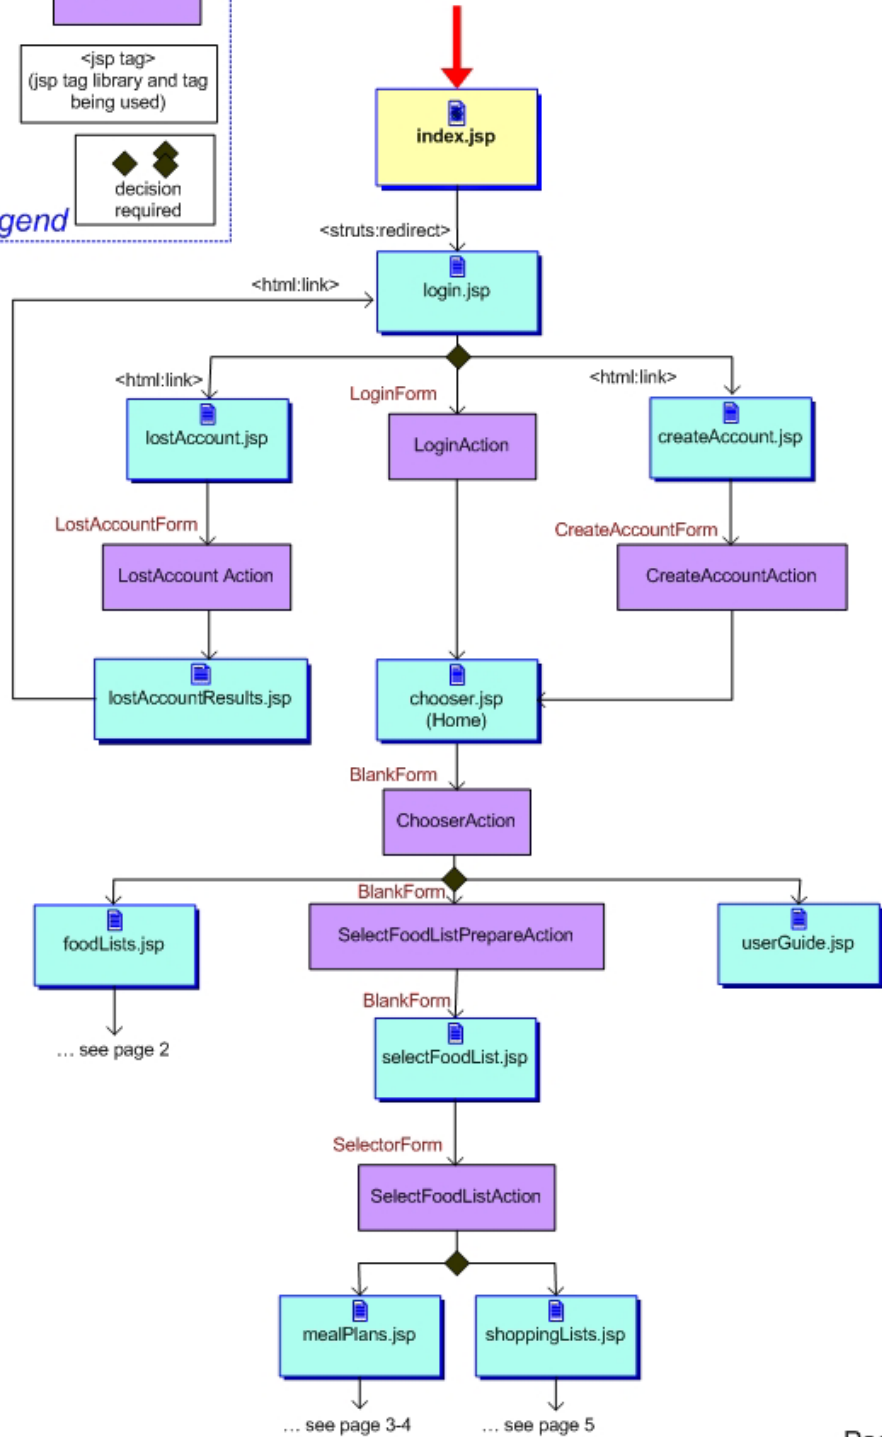 <jsp tag>
(jsp tag library and tag
being used)
decision
required
gend
index.jsp
<struts:redirect>
<html:link>
login.jsp
<html:link>
LoginForm
<html:link>
lostAccount.jsp
LoginAction
createAccount.jsp
LostAccountForm
CreateAccountForm
LostAccount Action
CreateAccountAction
lostAccountResults.jsp
chooser.jsp
(Home)
BlankForm
ChooserAction
BlankForm
foodLists.jsp
SelectFoodListPrepareAction
userGuide.jsp
BlankForm
... see page 2
selectFoodList.jsp
SelectorForm
SelectFoodListAction
mealPlans.jsp
shoppingLists.jsp
... see page 3-4
... see page 5